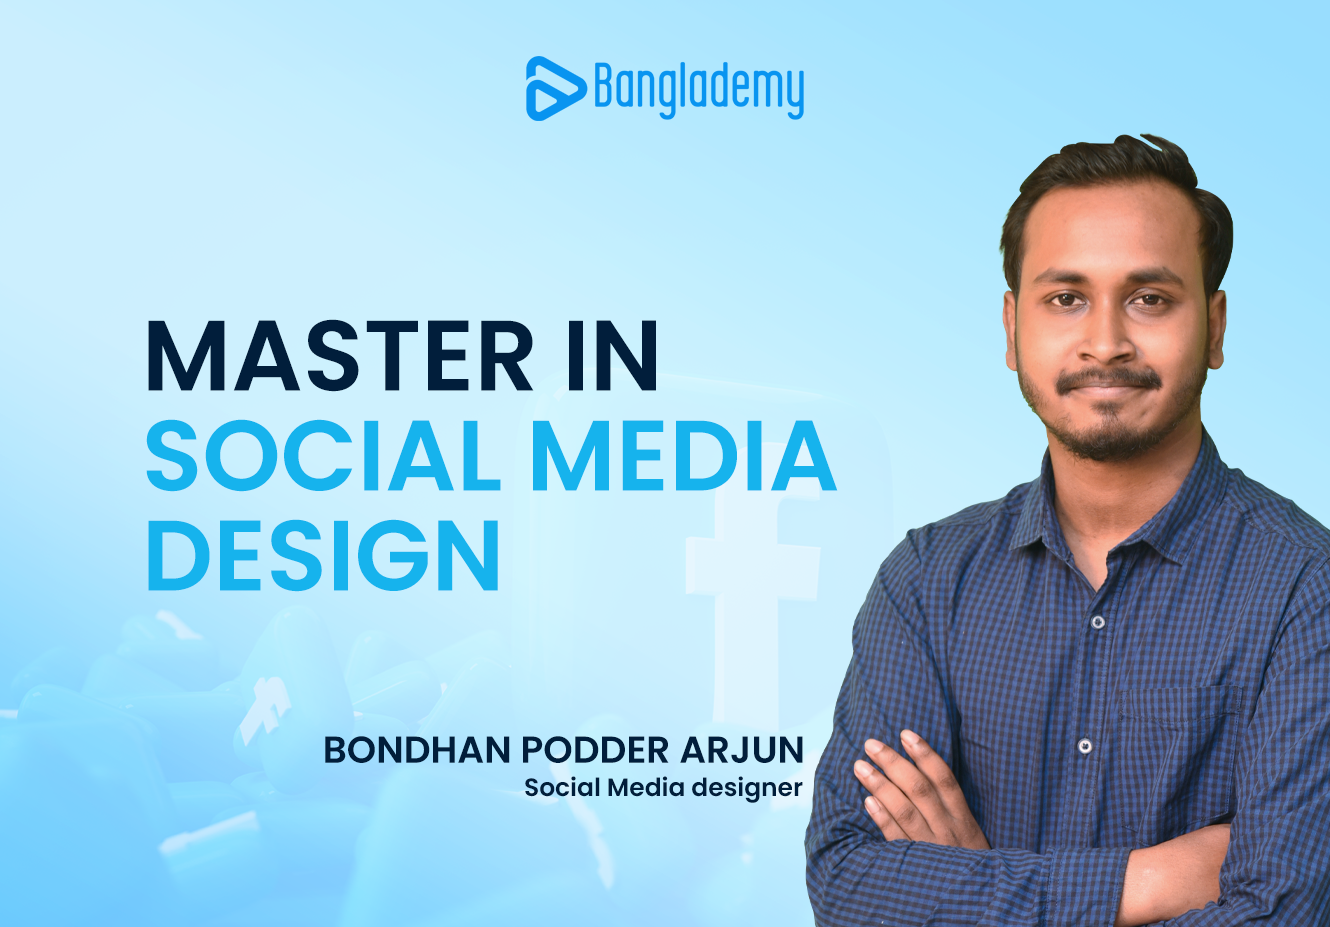 Banglademy
MASTER IN
SOCIAL MEDIA
DESIGN
BONDHAN PODDER ARJUN
Social Media designer